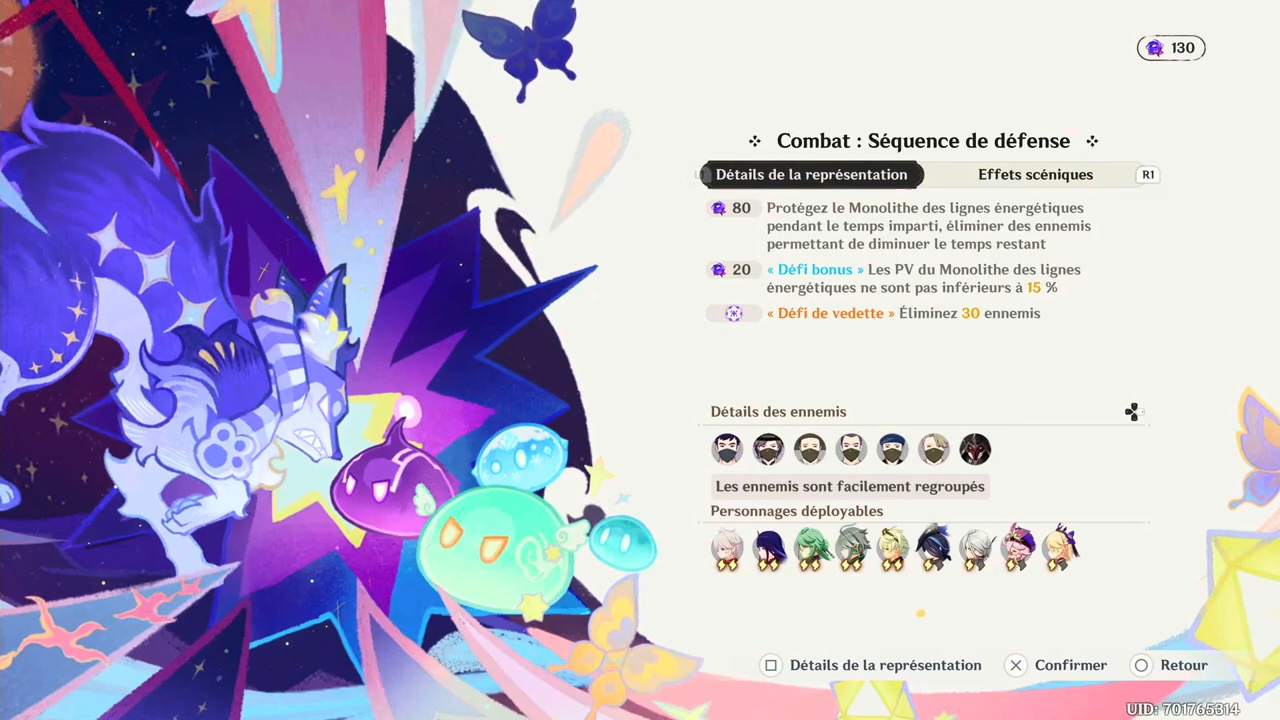 130
Combat : Séquence de défense
Détails de la représentation
Effets scéniques
R1
80 Protégez le Monolithe des lignes énergétiques
pendant le temps imparti, éliminer des ennemis
permettant de diminuer le temps restant
20 « Défi bonus » Les PV du Monolithe des lignes
énergétiques ne sont pas inférieurs à 15 %
« Défi de vedette » Éliminez 30 ennemis
Détails des ennemis
Les ennemis sont facilement regroupés
Personnages déployables
Détails de la représentation
Confirmer
Retour
UID: 701765314